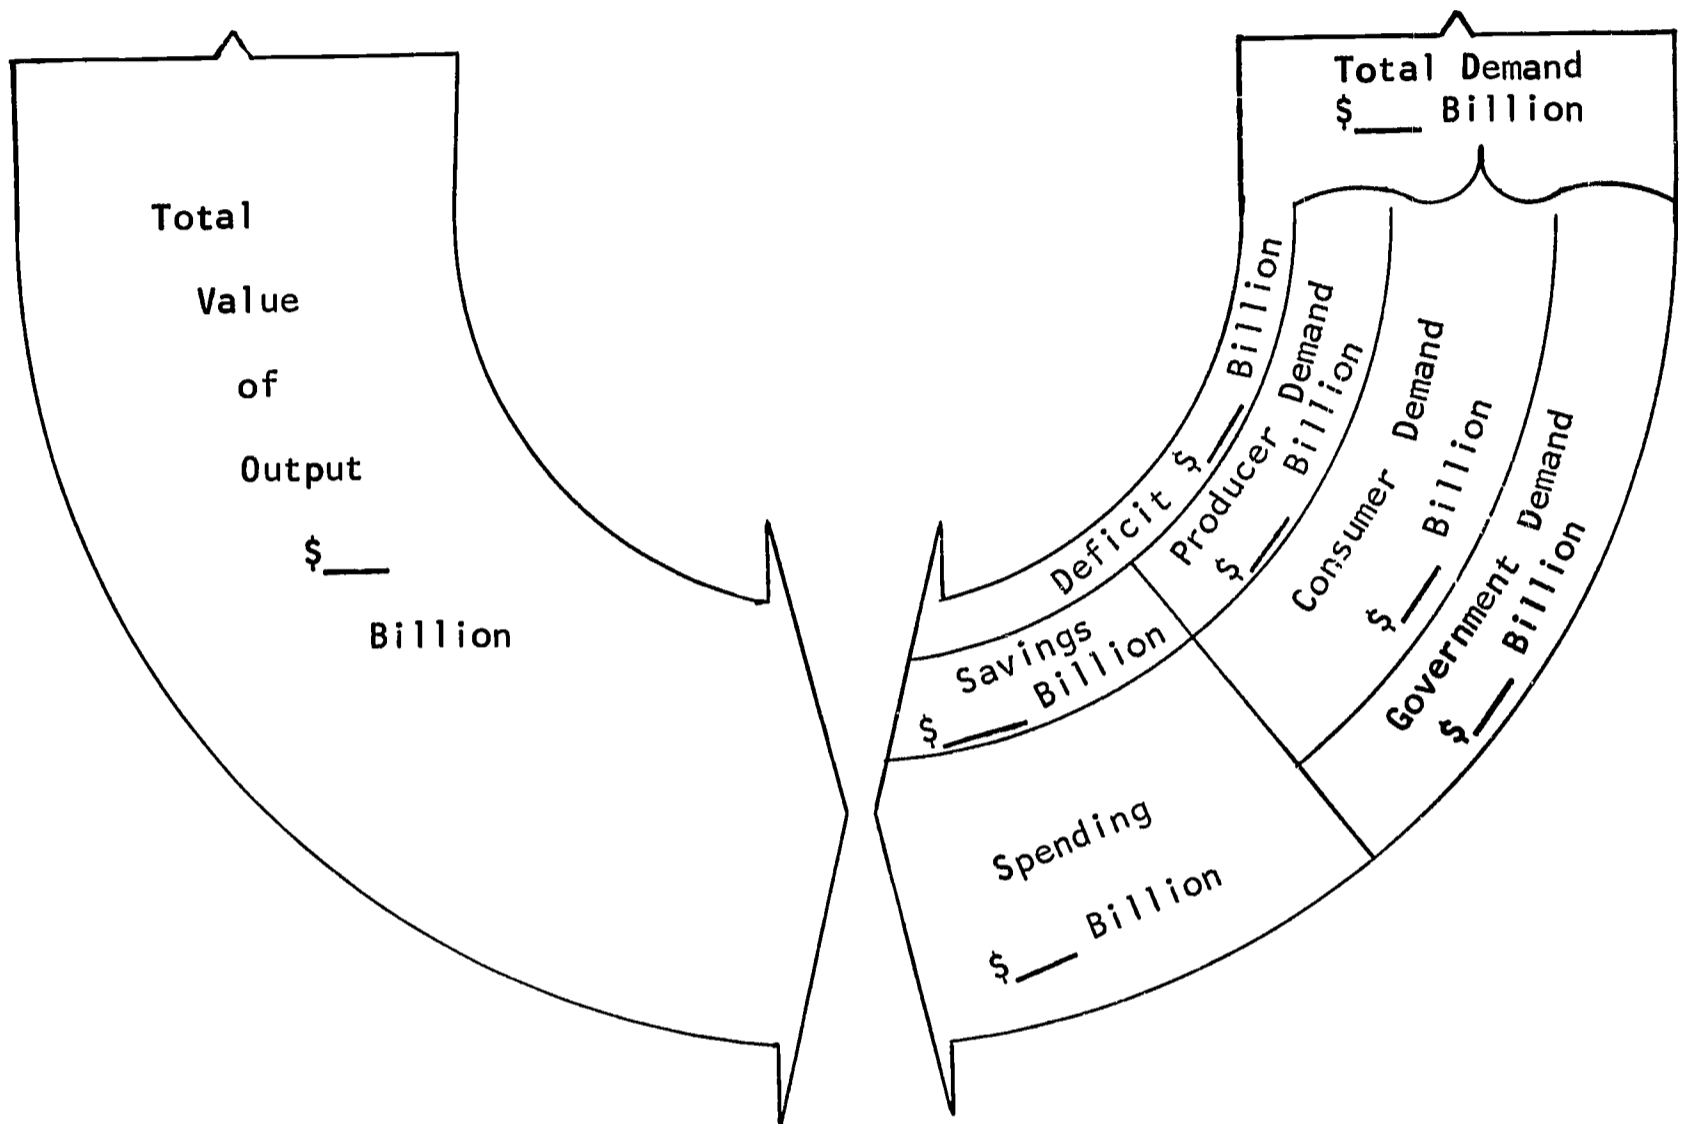 Total
Value
of
Output
$___
Billion
Total Demand
$___ Billion
Deficit $___ Billion
Producer Demand
$___ Billion
Consumer Demand
$___ Billion
Government Demand
$___ Billion
Savings
$___ Billion
Spending
$___ Billion